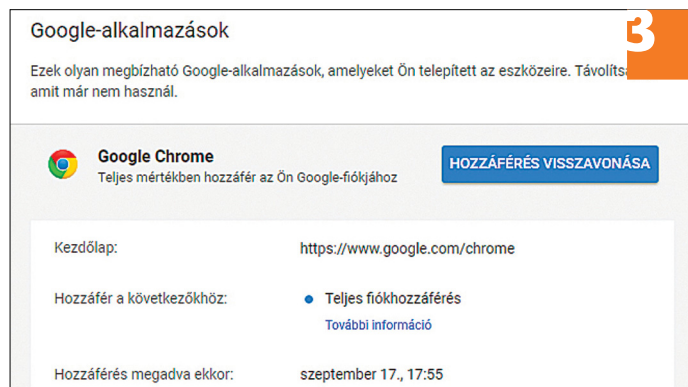 3
Google-alkalmazások
Ezek olyan megbízható Google-alkalmazások, amelyeket Ön telepített az eszközeire.
amit már nem használ.
Google Chrome
Teljes mértékben hozzáfér az Ön Google-fiókjához
HOZZÁFÉRÉS VISSZAVONÁSA
Kezdőlap:
https://www.google.com/chrome
Hozzáfér a következőkhöz:
Teljes fiókhozzáférés
További információ
Hozzáférés megadva ekkor:
szeptember 17., 17:55